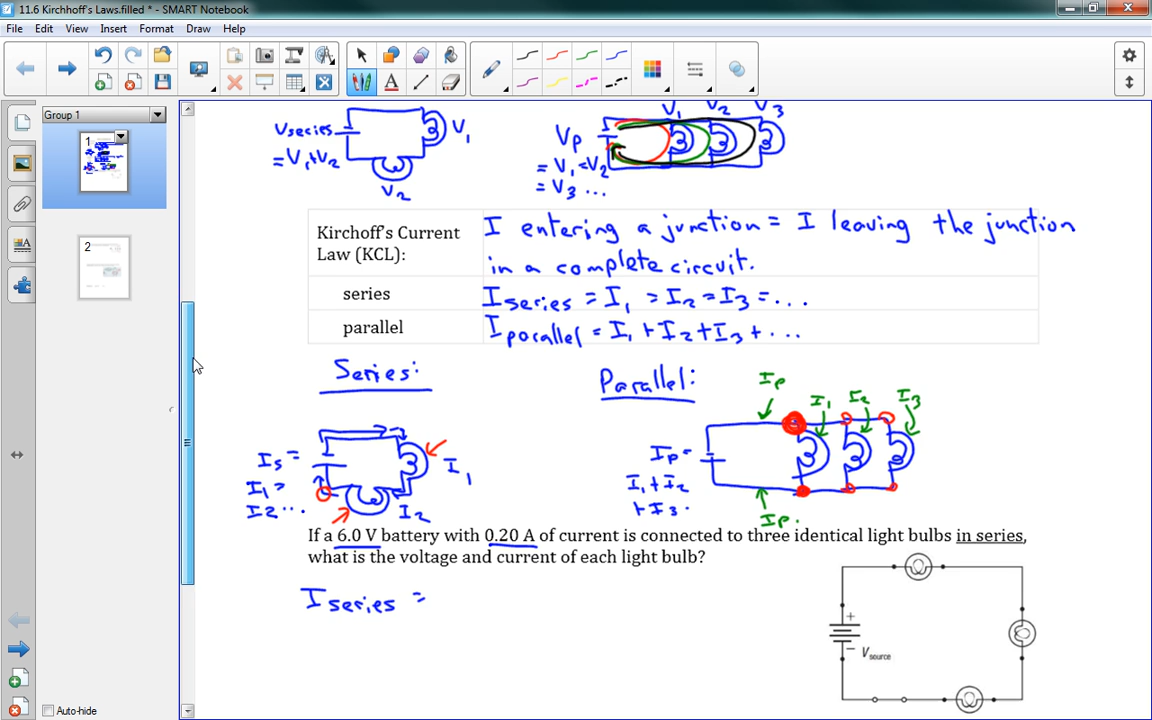 11.6 Kirchhoff's Laws.filled * - SMART Notebook
File Edit View Insert Format Draw Help
Group 1
1
2
Auto-hide
Vseries
= V1+V2
V1
V2
Vp
= V1 = V2
= V3 ...
V1 V2 V3
Kirchoff's Current
Law (KCL):
I entering a junction = I leaving the junction
in a complete circuit.
series
Iseries = I1 = I2 = I3 = ...
parallel
Iparallel = I1 + I2 + I3 + ...
Series:
Is =
I1 =
I2 ...
I1
I2
Parallel:
Ip
I1 I2 I3
Ip =
I1 + I2
+ I3.
Ip.
If a 6.0 V battery with 0.20 A of current is connected to three identical light bulbs in series,
what is the voltage and current of each light bulb?
Iseries =
+
− Vsource